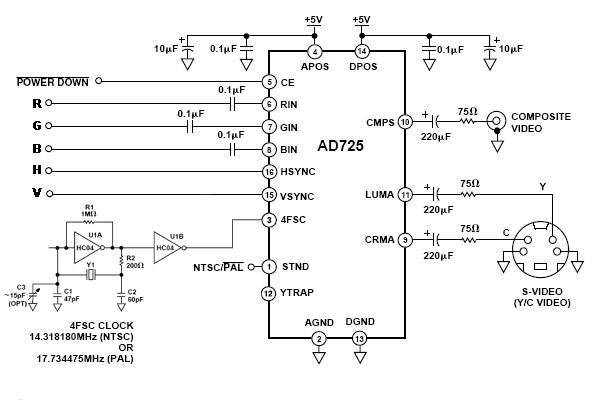 +5V
+5V
10µF
0.1µF
0.1µF
10µF
4
14
APOS
DPOS
POWER DOWN
5
CE
R
0.1µF
6
RIN
G
0.1µF
7
GIN
B
0.1µF
8
BIN
AD725
CMPS
10
220µF
75Ω
COMPOSITE
VIDEO
H
16
HSYNC
V
15
VSYNC
LUMA
11
220µF
75Ω
Y
R1
1MΩ
U1A
HC04
U1B
HC04
3
4FSC
CRMA
9
220µF
75Ω
C
Y1
R2
200Ω
NTSC/PAL
1
STND
C3
~15pF
(OPT)
C1
47pF
C2
60pF
12
YTRAP
S-VIDEO
(Y/C VIDEO)
4FSC CLOCK
14.318180MHz (NTSC)
OR
17.734475MHz (PAL)
AGND
DGND
2
13